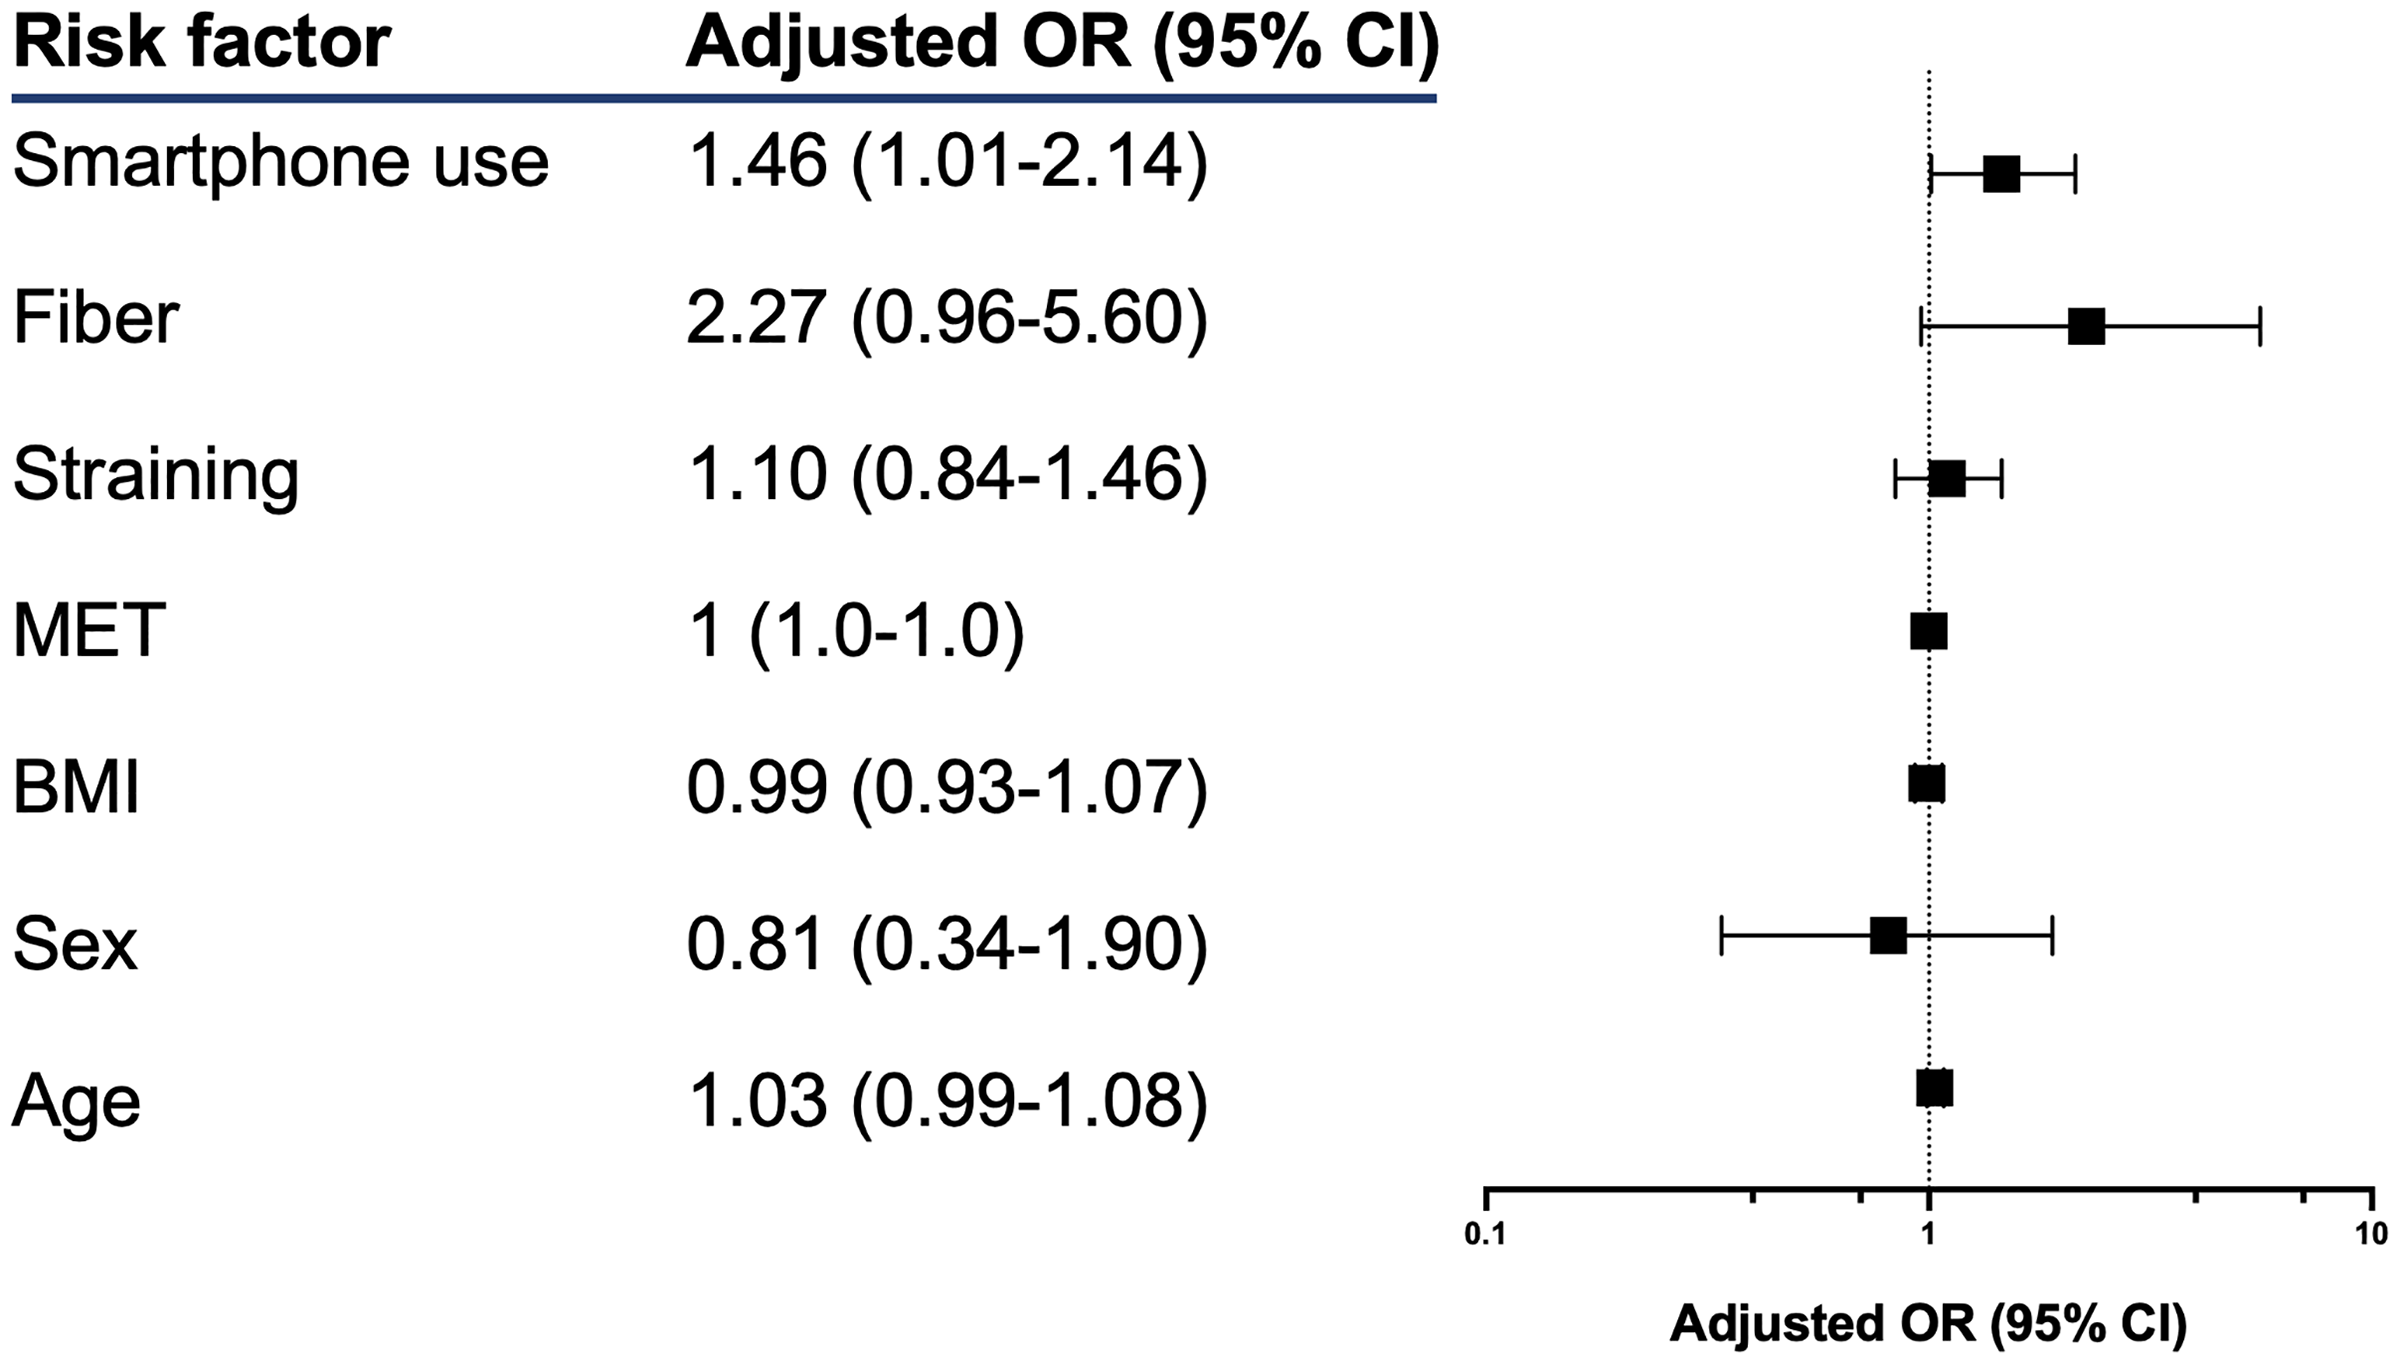 Risk factor Adjusted OR (95% CI)
Smartphone use 1.46 (1.01-2.14)
Fiber 2.27 (0.96-5.60)
Straining 1.10 (0.84-1.46)
MET 1 (1.0-1.0)
BMI 0.99 (0.93-1.07)
Sex 0.81 (0.34-1.90)
Age 1.03 (0.99-1.08)
0.1 1 10
Adjusted OR (95% CI)